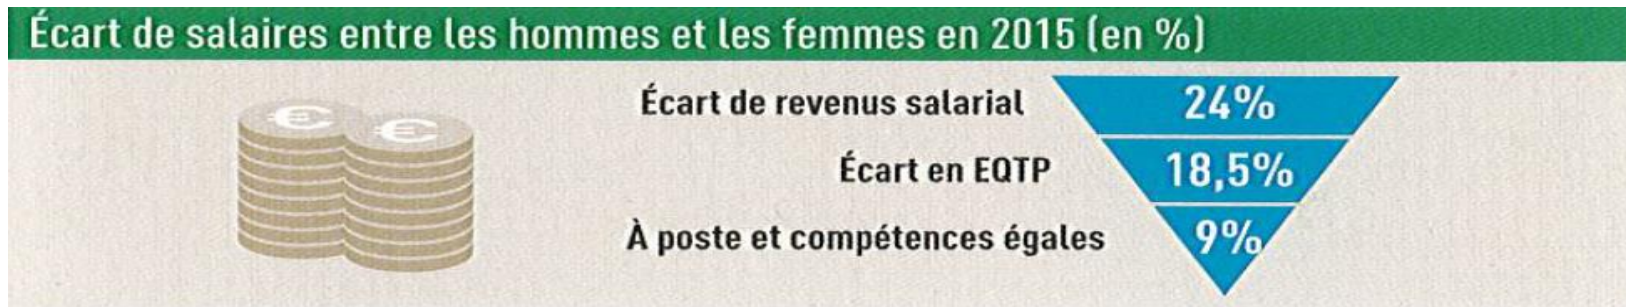 Écart de salaires entre les hommes et les femmes en 2015 (en %)
Écart de revenus salarial 24%
Écart en EQTP 18,5%
À poste et compétences égales 9%